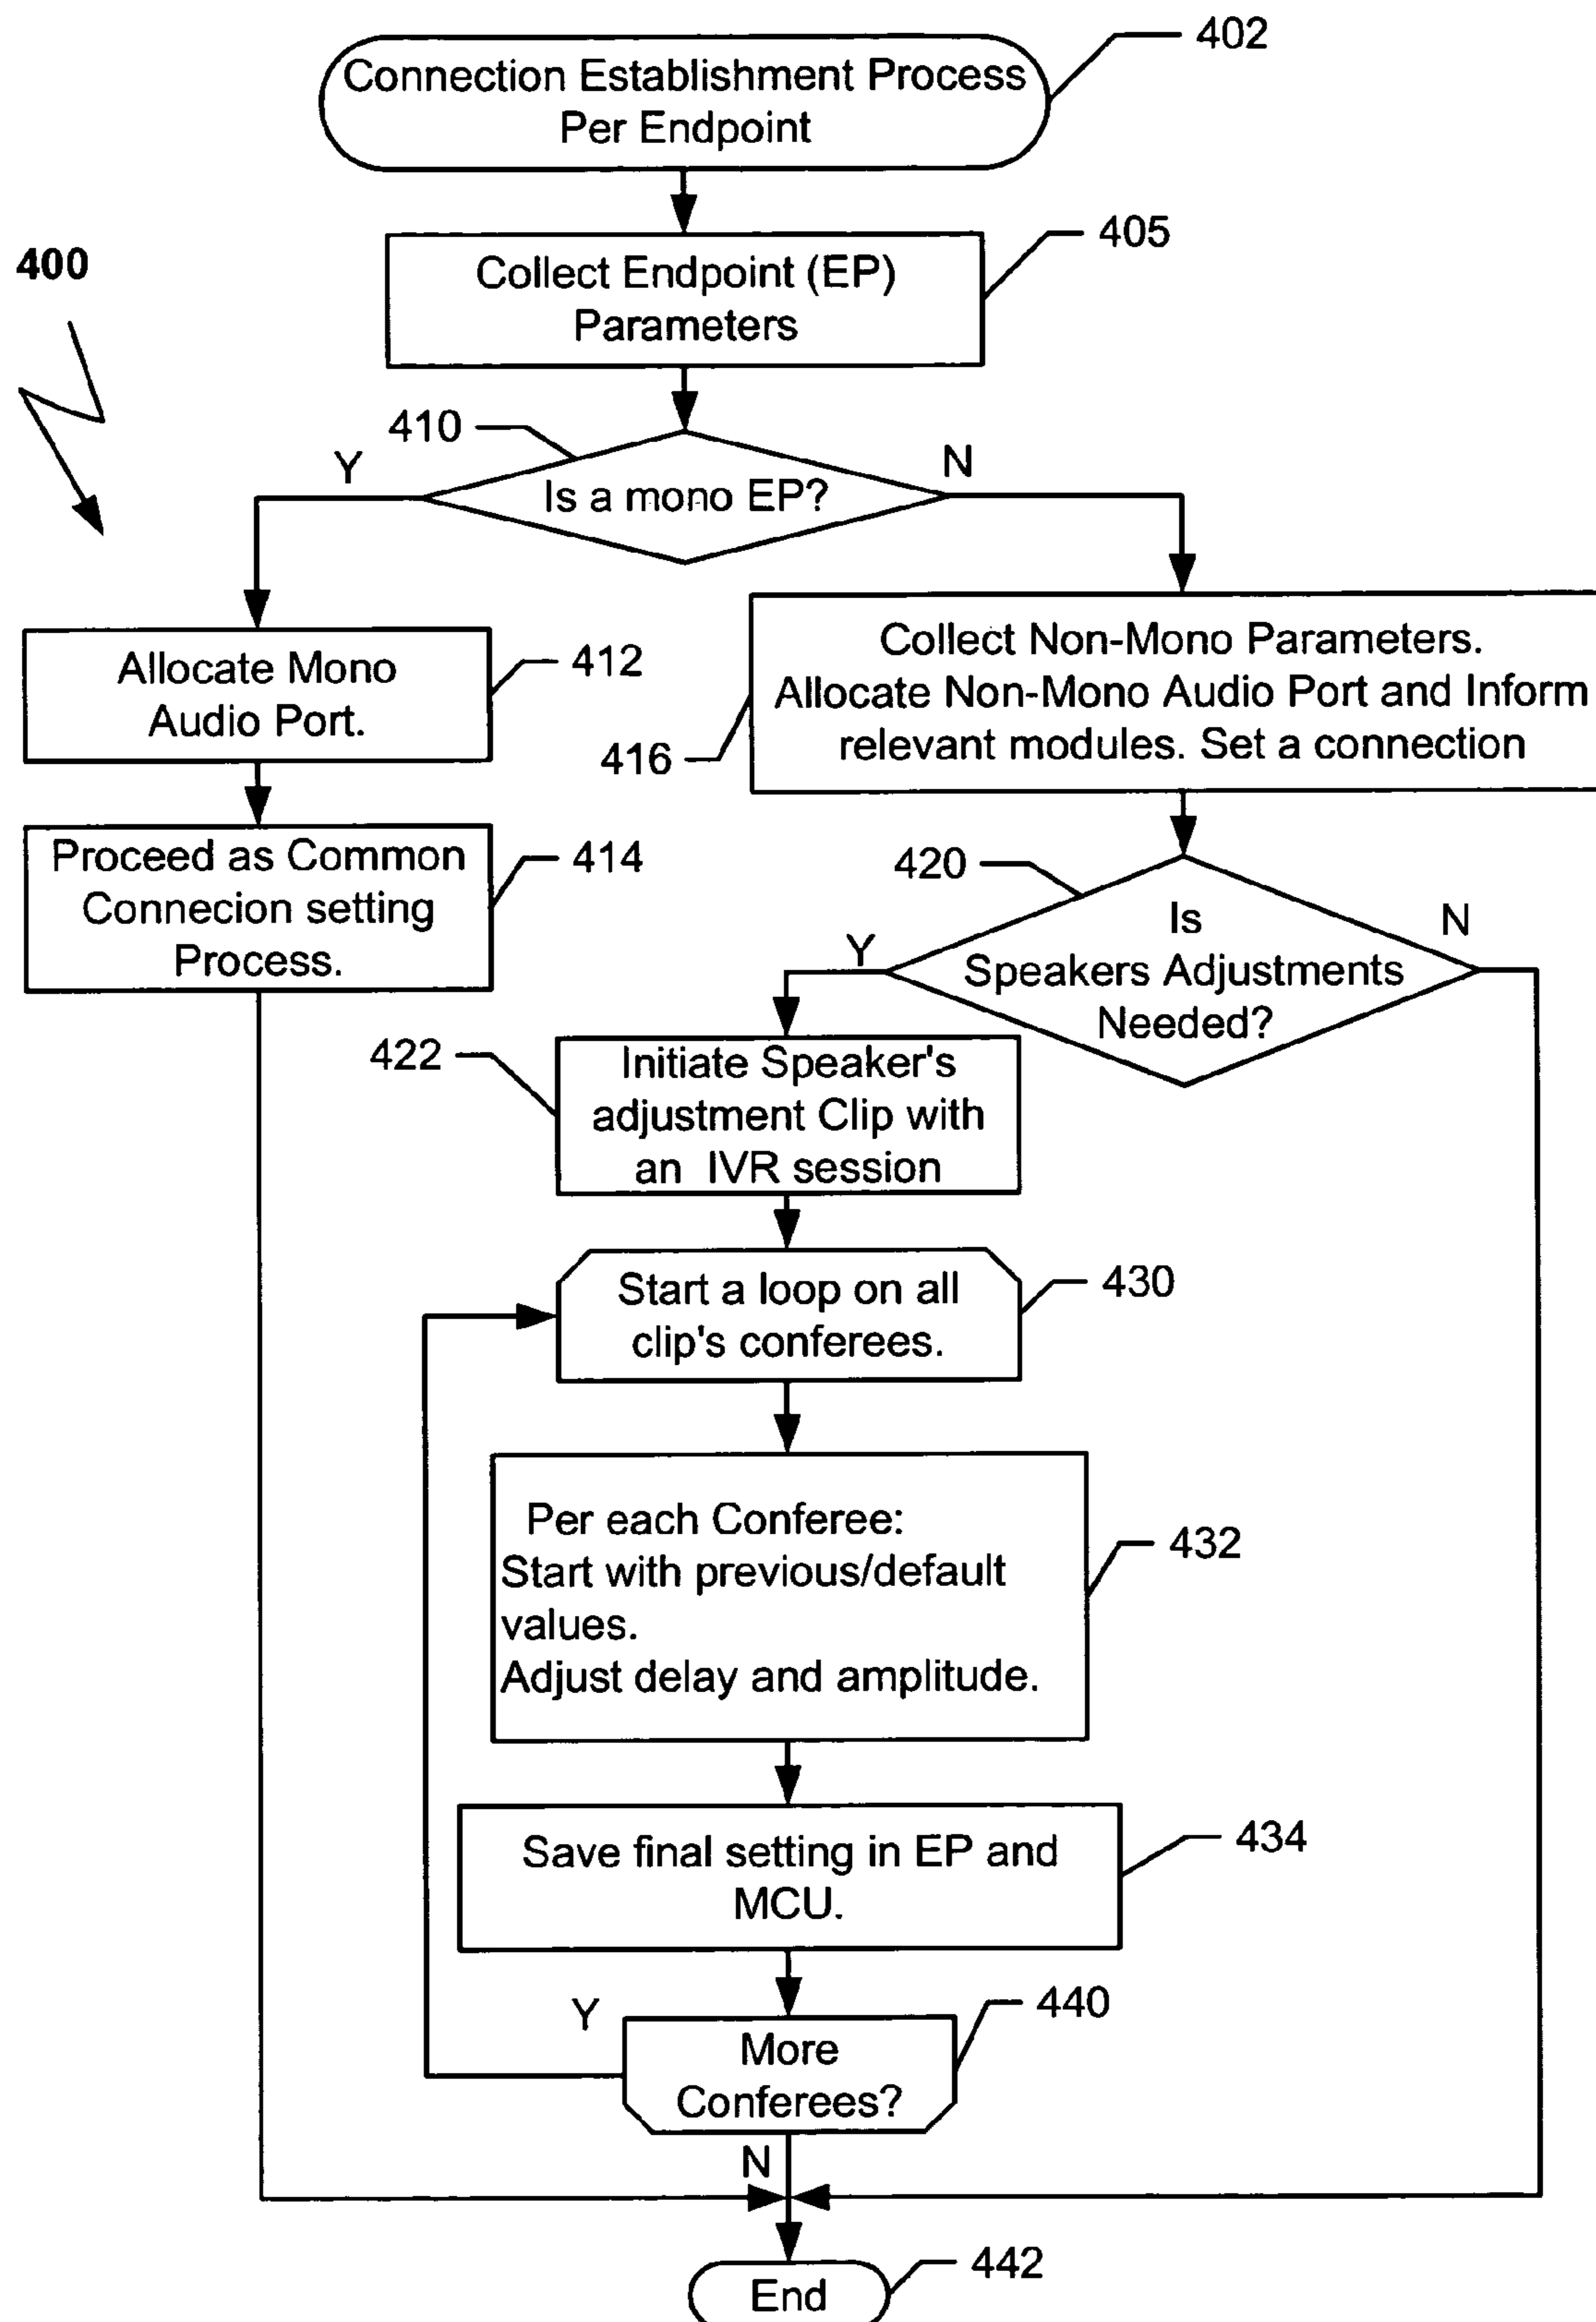 402
Connection Establishment Process
Per Endpoint
405
400
Collect Endpoint (EP)
Parameters
410
Y
N
Is a mono EP?
Allocate Mono
Audio Port.
412
Collect Non-Mono Parameters.
Allocate Non-Mono Audio Port and Inform
relevant modules. Set a connection
416
Proceed as Common
Connecion setting
Process.
414
420
Is
Speakers Adjustments
Needed?
Y
N
422
Initiate Speaker's
adjustment Clip with
an IVR session
Start a loop on all
clip's conferees.
430
Per each Conferee:
Start with previous/default
values.
Adjust delay and amplitude.
432
Save final setting in EP and
MCU.
434
Y
440
More
Conferees?
N
442
End